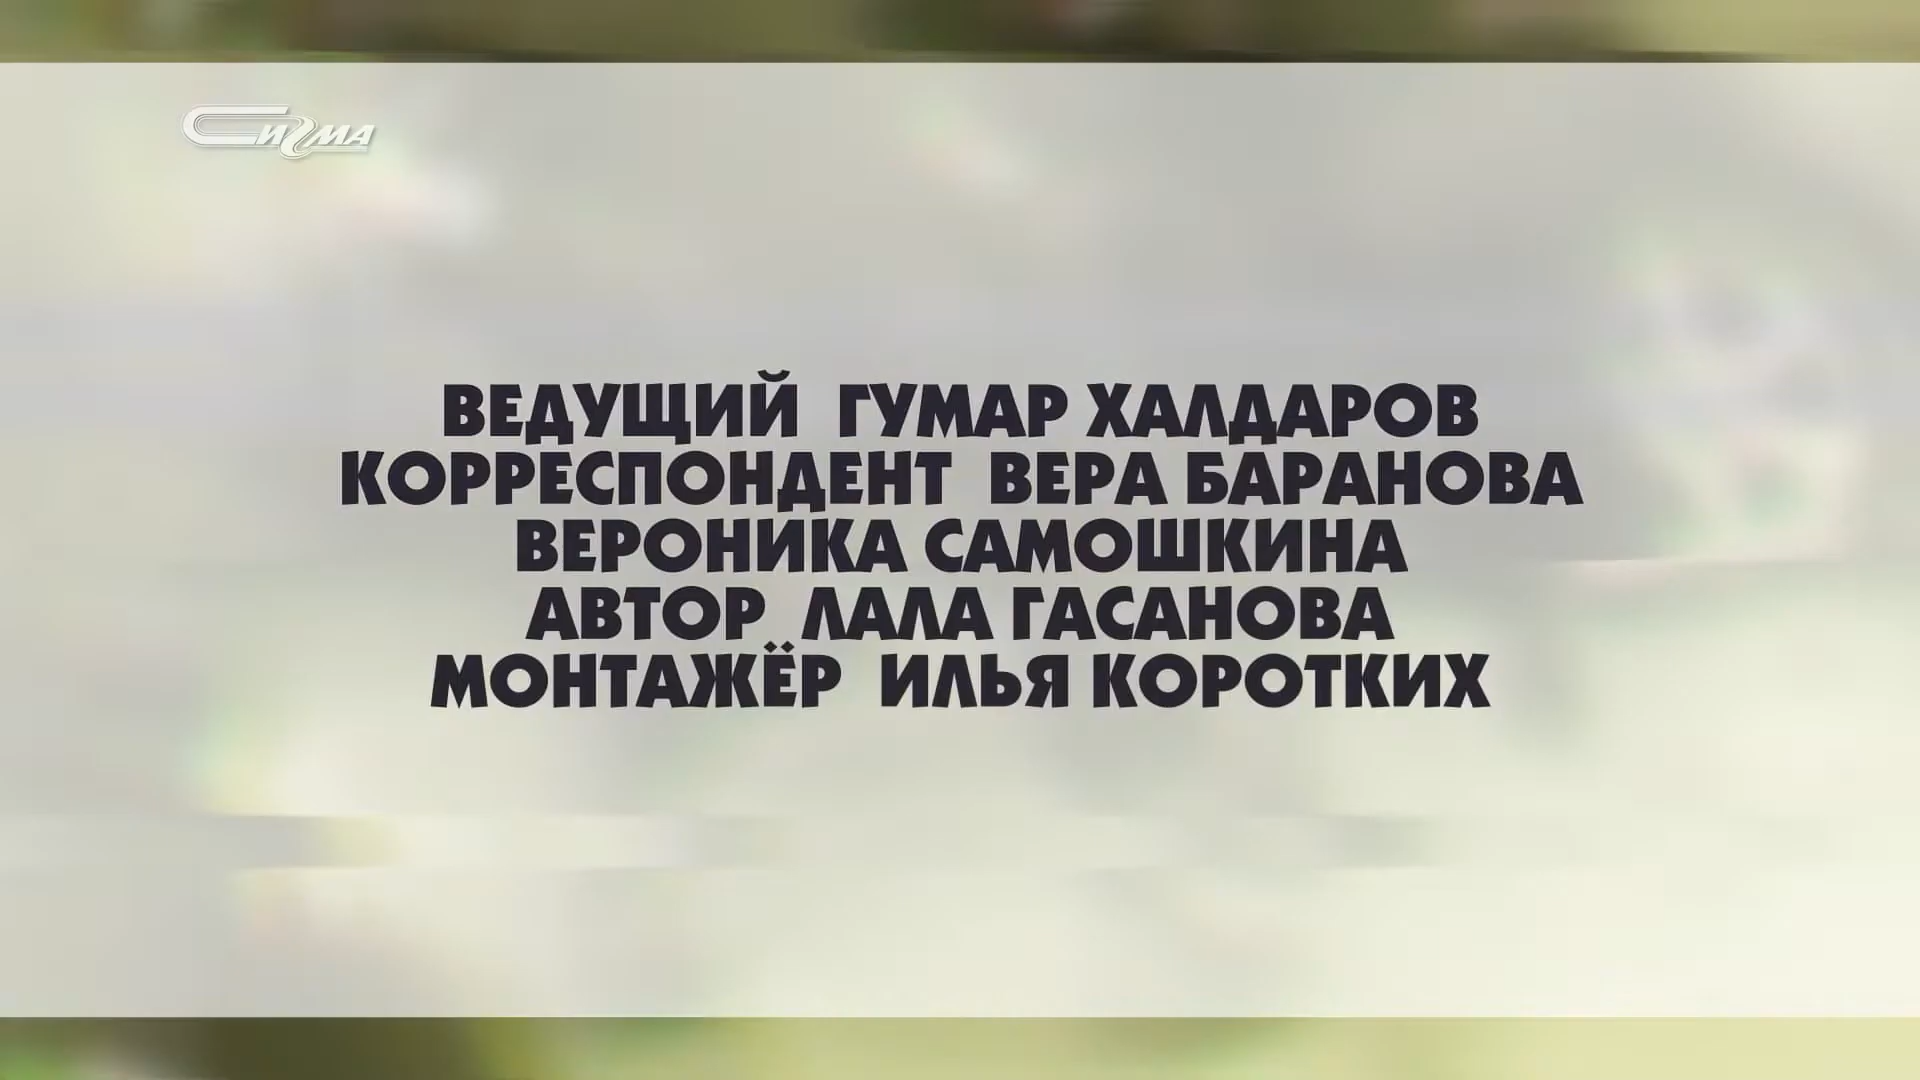 Сигма
ВЕДУЩИЙ ГУМАР ХАЛДАРОВ
КОРРЕСПОНДЕНТ ВЕРА БАРАНОВА
ВЕРОНИКА САМОШКИНА
АВТОР ЛАЛА ГАСАНОВА
МОНТАЖЁР ИЛЬЯ КОРОТКИХ